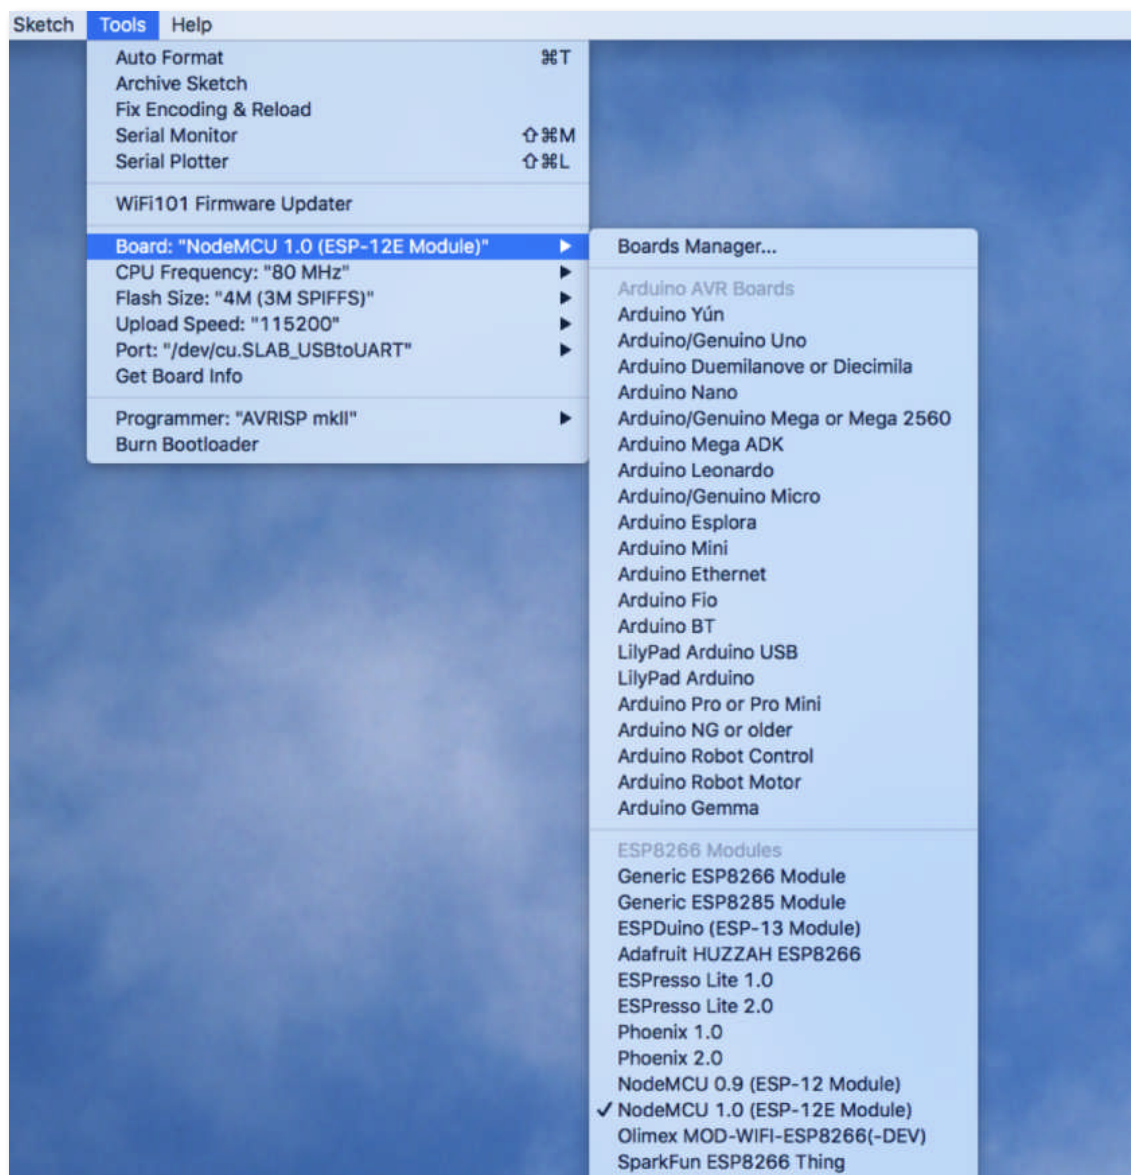 Sketch Tools Help
Auto Format ⌘T
Archive Sketch
Fix Encoding & Reload
Serial Monitor ⇧⌘M
Serial Plotter ⇧⌘L
WiFi101 Firmware Updater
Board: "NodeMCU 1.0 (ESP-12E Module)" ▶
CPU Frequency: "80 MHz" ▶
Flash Size: "4M (3M SPIFFS)" ▶
Upload Speed: "115200" ▶
Port: "/dev/cu.SLAB_USBtoUART" ▶
Get Board Info
Programmer: "AVRISP mkII" ▶
Burn Bootloader
Boards Manager...
Arduino AVR Boards
Arduino Yún
Arduino/Genuino Uno
Arduino Duemilanove or Diecimila
Arduino Nano
Arduino/Genuino Mega or Mega 2560
Arduino Mega ADK
Arduino Leonardo
Arduino/Genuino Micro
Arduino Esplora
Arduino Mini
Arduino Ethernet
Arduino Fio
Arduino BT
LilyPad Arduino USB
LilyPad Arduino
Arduino Pro or Pro Mini
Arduino NG or older
Arduino Robot Control
Arduino Robot Motor
Arduino Gemma
ESP8266 Modules
Generic ESP8266 Module
Generic ESP8285 Module
ESPDuino (ESP-13 Module)
Adafruit HUZZAH ESP8266
ESPresso Lite 1.0
ESPresso Lite 2.0
Phoenix 1.0
Phoenix 2.0
NodeMCU 0.9 (ESP-12 Module)
✓ NodeMCU 1.0 (ESP-12E Module)
Olimex MOD-WIFI-ESP8266(-DEV)
SparkFun ESP8266 Thing